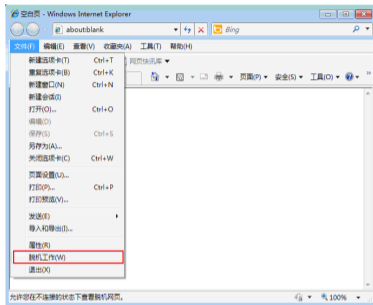 空白页 - Windows Internet Explorer
about:blank
Bing
文件(F) 编辑(E) 查看(V) 收藏夹(A) 工具(T) 帮助(H)
网页快讯库
页面(P) 安全(S) 工具(O)
新建选项卡(T) Ctrl+T
重复选项卡(B) Ctrl+K
新建窗口(N) Ctrl+N
新建会话(I)
打开(O)... Ctrl+O
编辑(D)
保存(S) Ctrl+S
另存为(A)...
关闭选项卡(C) Ctrl+W
页面设置(U)...
打印(P)... Ctrl+P
打印预览(V)...
发送(E)
导入和导出(I)...
属性(R)
脱机工作(W)
退出(X)
允许您在不连接的状态下查看脱机网页。
100%